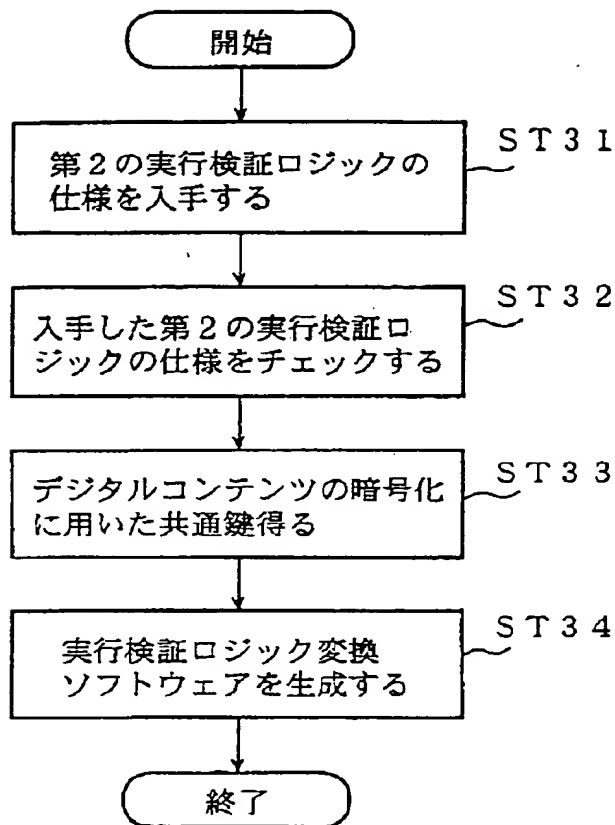 開始
ST31
第2の実行検証ロジックの
仕様を入手する
ST32
入手した第2の実行検証ロ
ジックの仕様をチェックする
ST33
デジタルコンテンツの暗号化
に用いた共通鍵得る
ST34
実行検証ロジック変換
ソフトウェアを生成する
終了